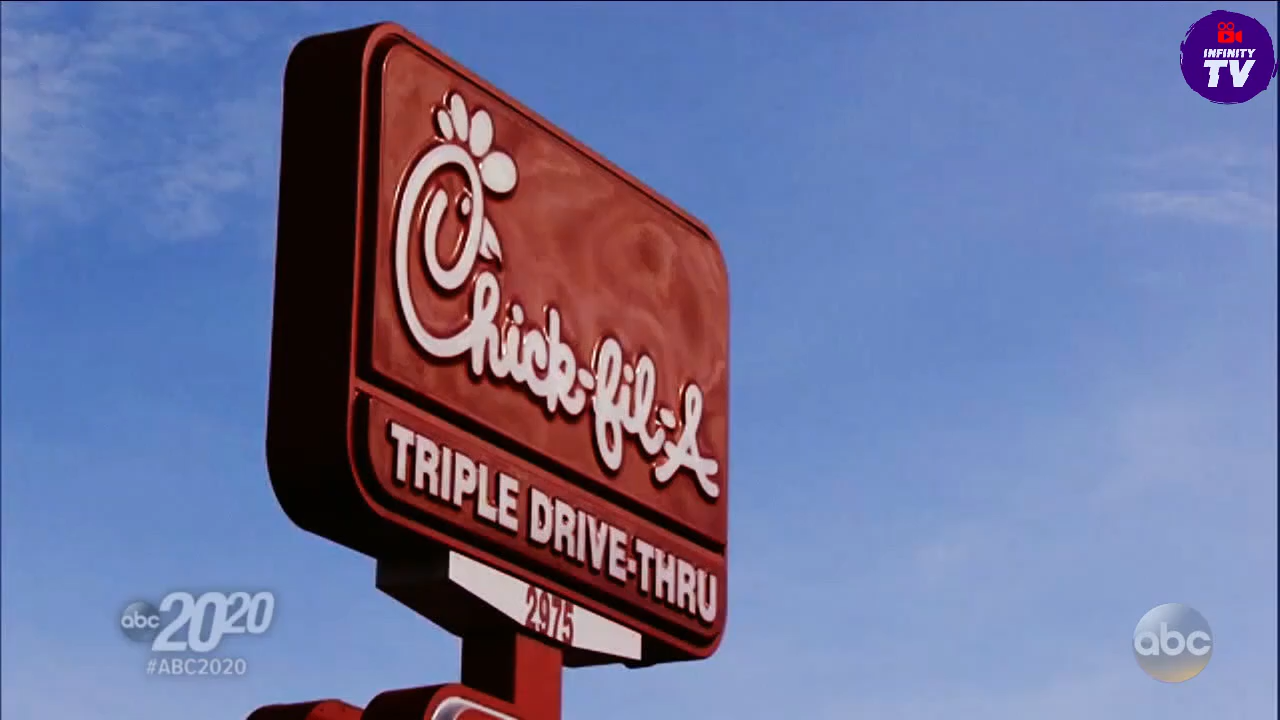 INFINITY
TV
Chick-fil-A
TRIPLE DRIVE-THRU
2975
abc 2020
#ABC2020
abc